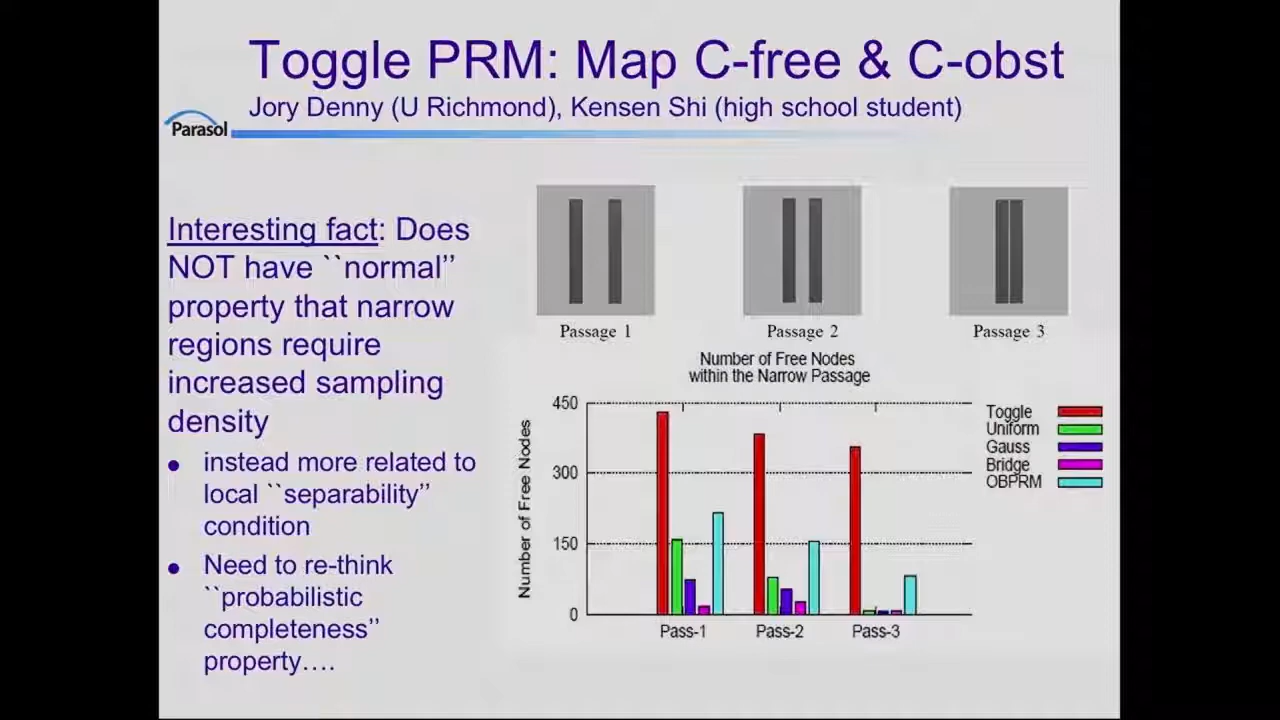 Toggle PRM: Map C-free & C-obst
Jory Denny (U Richmond), Kensen Shi (high school student)
Parasol
Interesting fact: Does
NOT have ``normal’’
property that narrow
regions require
increased sampling
density
● instead more related to
local ``separability’’
condition
● Need to re-think
``probabilistic
completeness’’
property….
Passage 1
Passage 2
Passage 3
Number of Free Nodes
within the Narrow Passage
Number of Free Nodes
450
300
150
0
Pass-1
Pass-2
Pass-3
Toggle
Uniform
Gauss
Bridge
OBPRM